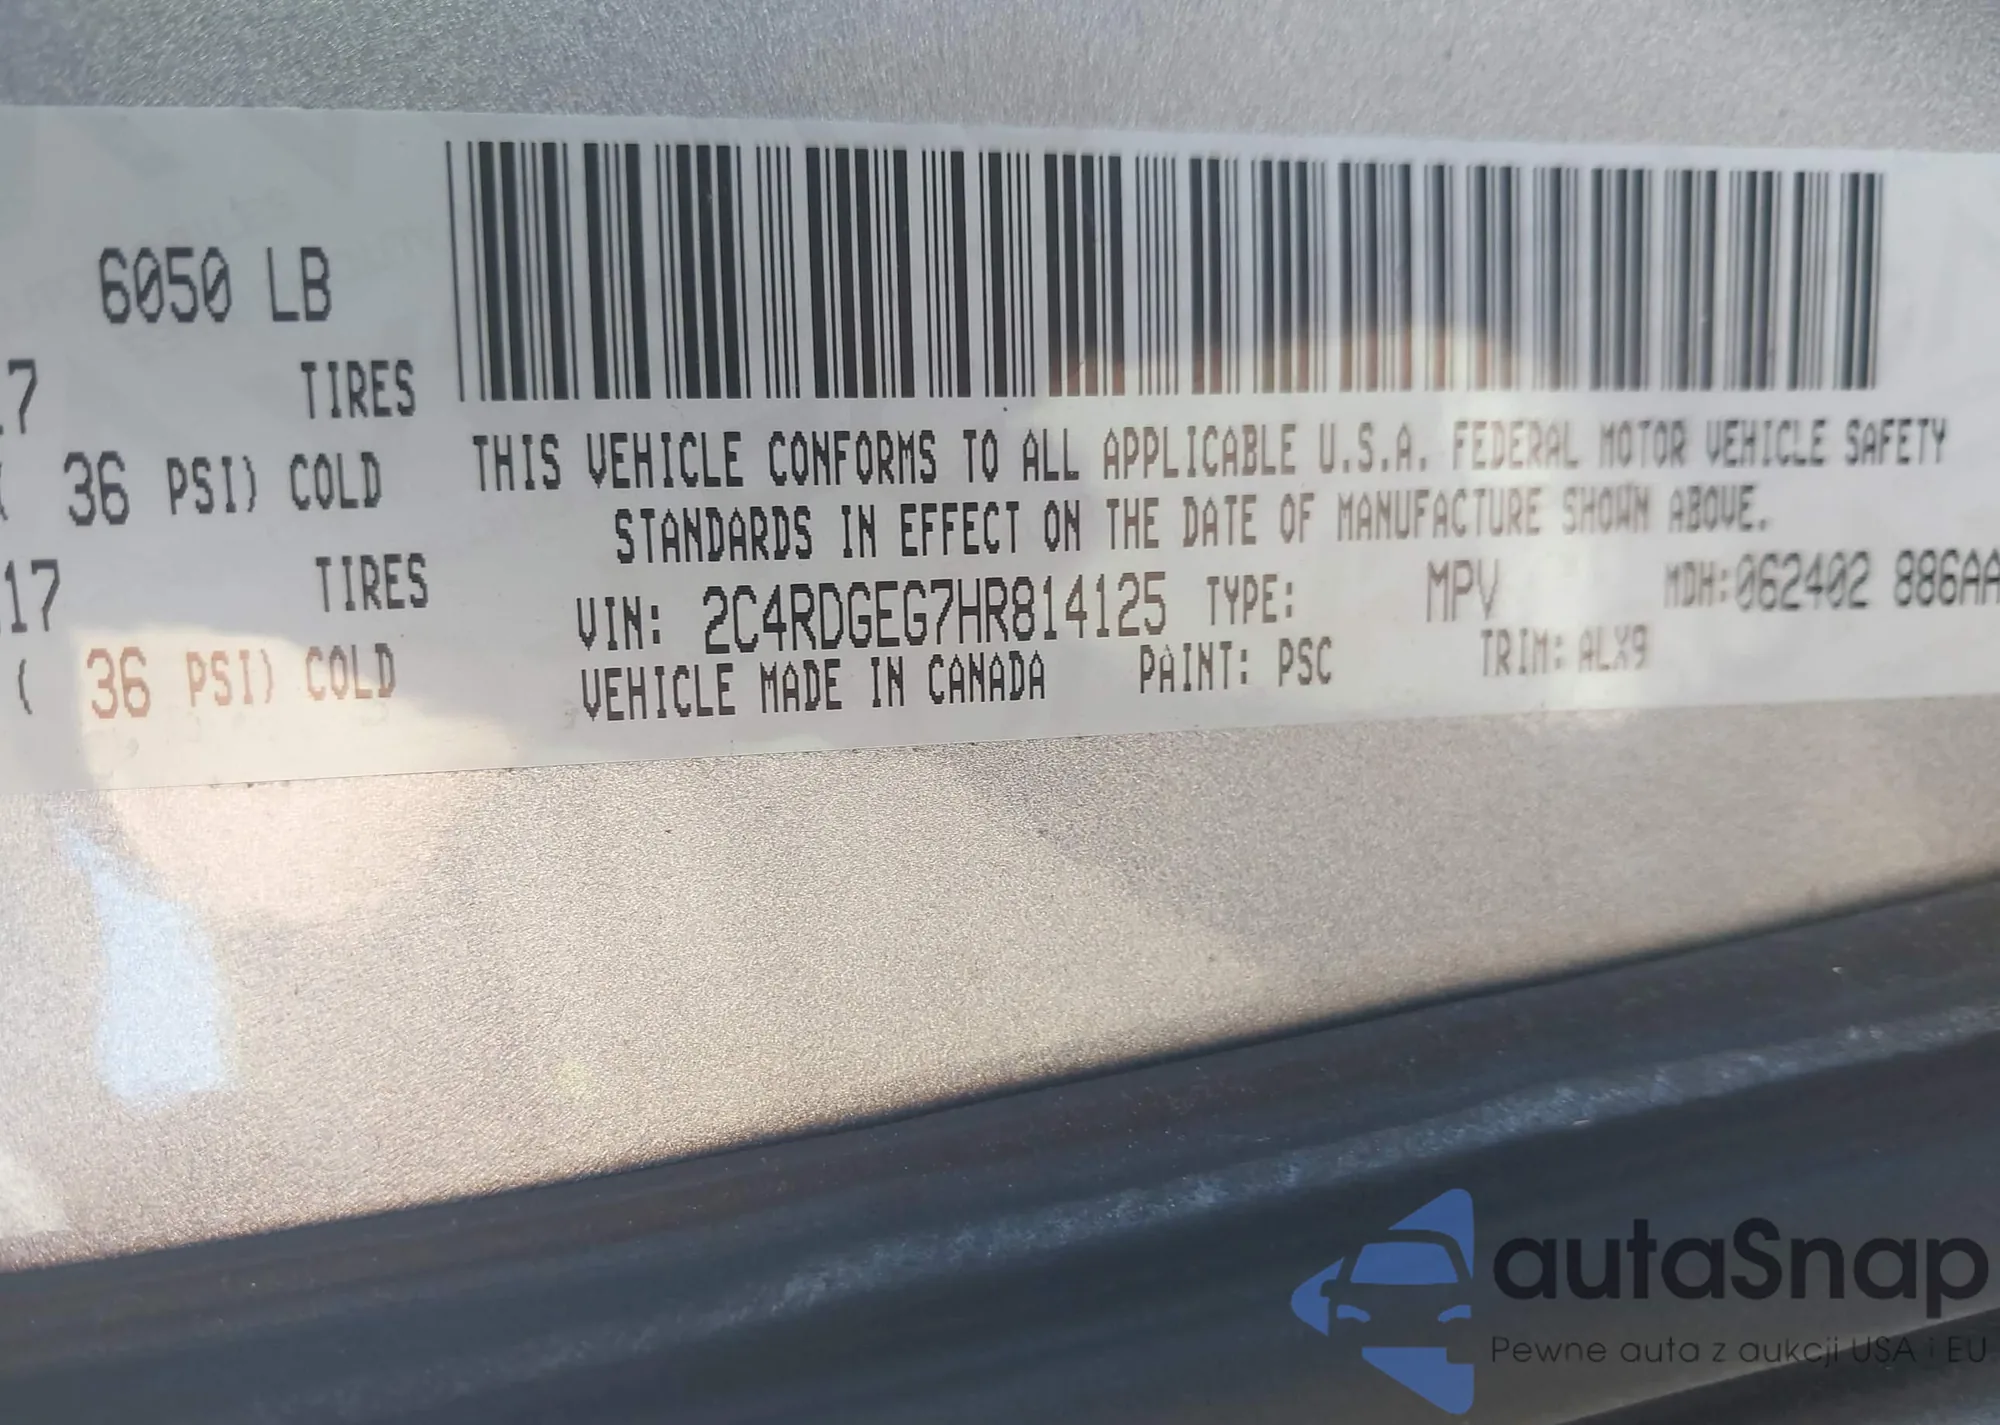 6050 LB
17 TIRES
( 36 PSI) COLD
17 TIRES
( 36 PSI) COLD
THIS VEHICLE CONFORMS TO ALL APPLICABLE U.S.A. FEDERAL MOTOR VEHICLE SAFETY
STANDARDS IN EFFECT ON THE DATE OF MANUFACTURE SHOWN ABOVE.
VIN: 2C4RDGEG7HR814125 TYPE: MPV MDH:062402 886AA
VEHICLE MADE IN CANADA PAINT: PSC TRIM: ALX9
autaSnap
Pewne auta z aukcji USA i EU